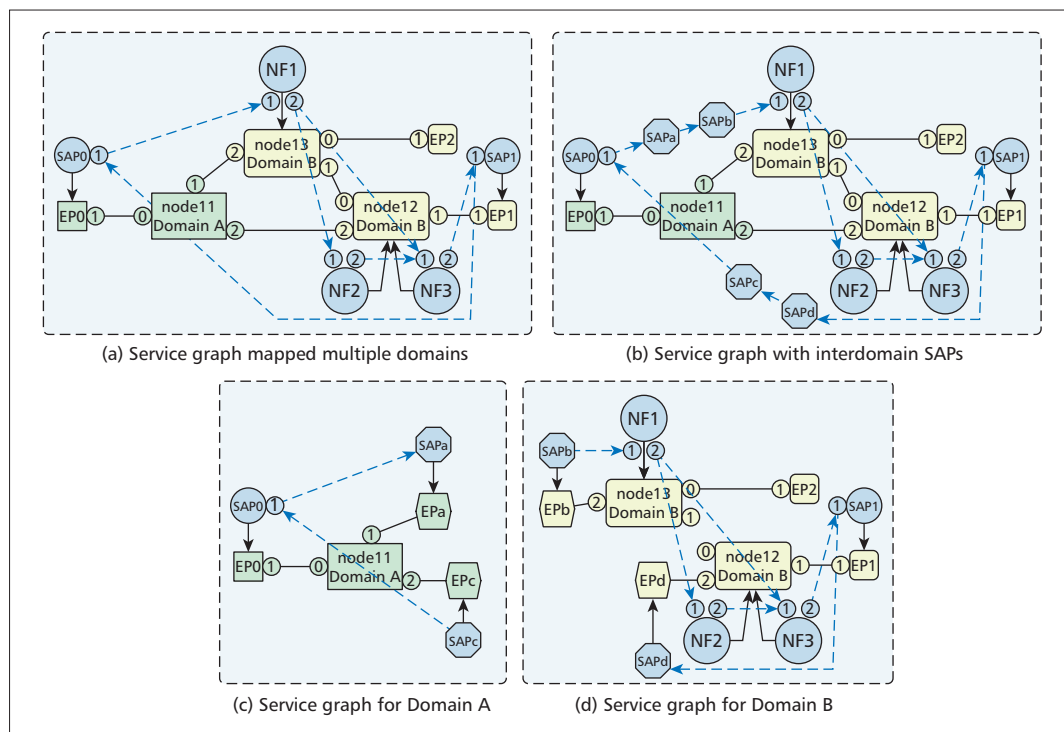 NF1
1 2
SAP0 1
2 node13 Domain B 0
1 EP2
1 SAP1
1
1
EP0 1
0 node11 Domain A
2
0
2 node12 Domain B 1
1 EP1
1 2 1 2
NF2 NF3
(a) Service graph mapped multiple domains
NF1
1 2
SAPa SAPb
SAP0 1
2 node13 Domain B 0
1 EP2
1 SAP1
1
1
EP0 1
0 node11 Domain A
2
0
2 node12 Domain B 1
1 EP1
1 2 1 2
SAPc
NF2 NF3
SAPd
(b) Service graph with interdomain SAPs
SAPa
SAP0 1
EPa
1
EP0 1
0 node11 Domain A 2
EPc
SAPc
(c) Service graph for Domain A
NF1
SAPb
1 2
EPb
2 node13 Domain B 0
1
1 EP2
1 SAP1
0
EPd
2 node12 Domain B 1
1 EP1
1 2 1 2
NF2 NF3
SAPd
(d) Service graph for Domain B